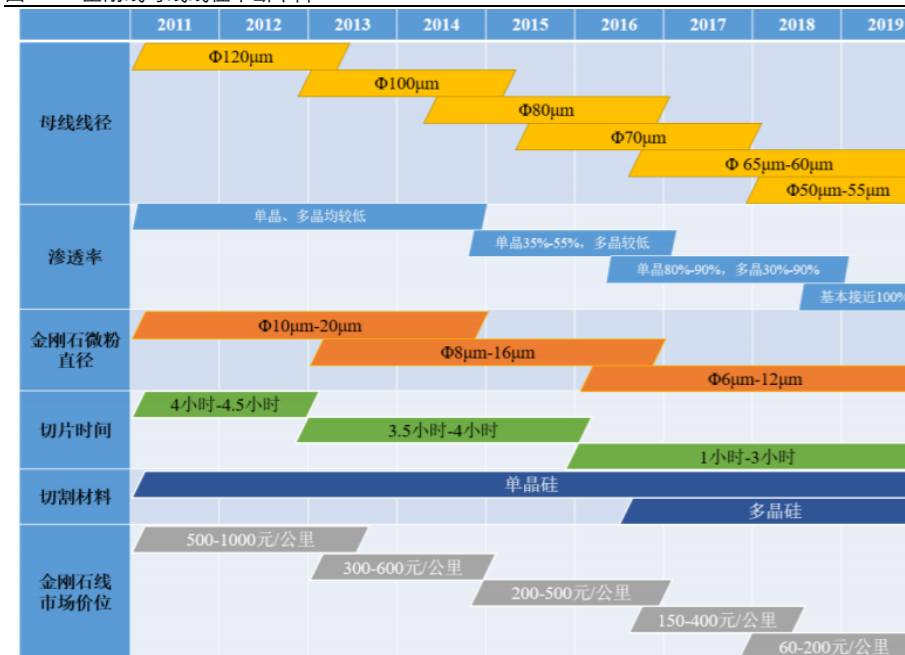 2011 2012 2013 2014 2015 2016 2017 2018 2019
母线线径
Φ120μm
Φ100μm
Φ80μm
Φ70μm
Φ 65μm-60μm
Φ50μm-55μm
渗透率
单晶、多晶均较低
单晶35%-55%，多晶较低
单晶80%-90%，多晶30%-90%
基本接近100%
金刚石微粉
直径
Φ10μm-20μm
Φ8μm-16μm
Φ6μm-12μm
切片时间
4小时-4.5小时
3.5小时-4小时
1小时-3小时
切割材料
单晶硅
多晶硅
金刚石线
市场价位
500-1000元/公里
300-600元/公里
200-500元/公里
150-400元/公里
60-200元/公里